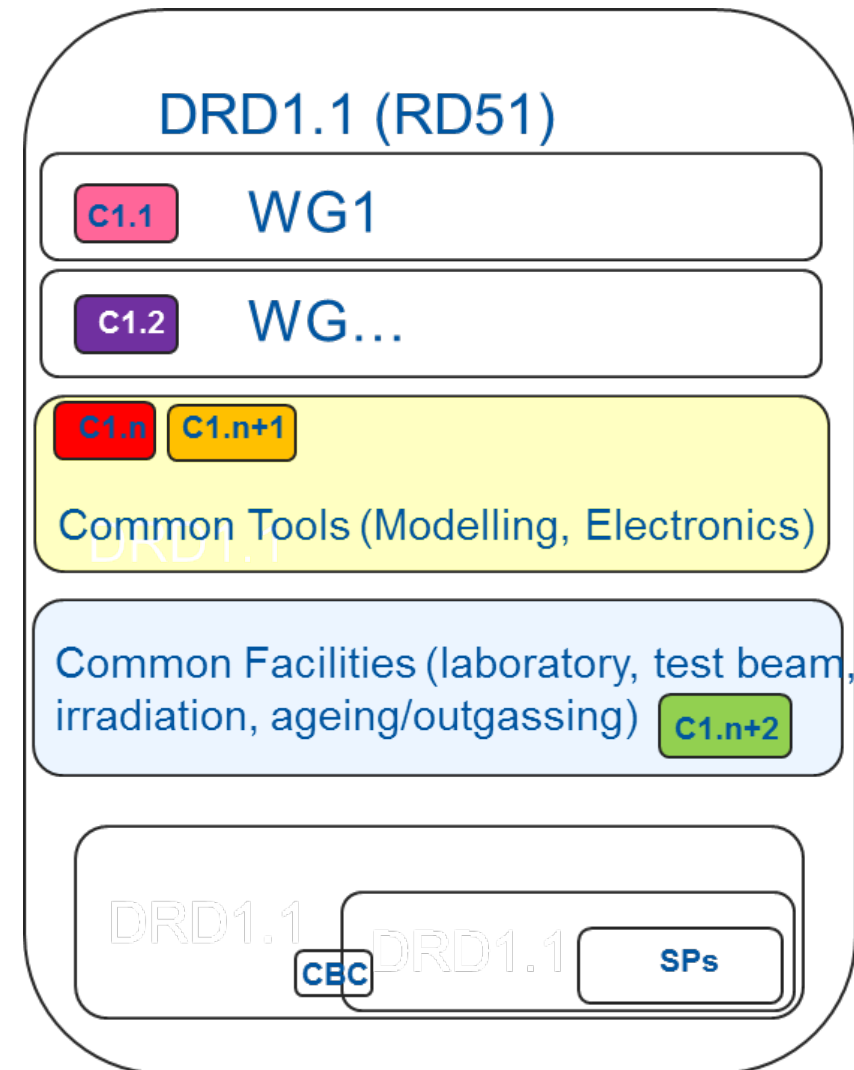 DRD1.1 (RD51)
C1.1 WG1
C1.2 WG...
C1.n C1.n+1
Common Tools (Modelling, Electronics)
DRD1.1
Common Facilities (laboratory, test beam,
irradiation, ageing/outgassing) C1.n+2
DRD1.1
DRD1.1
SPs
CBC